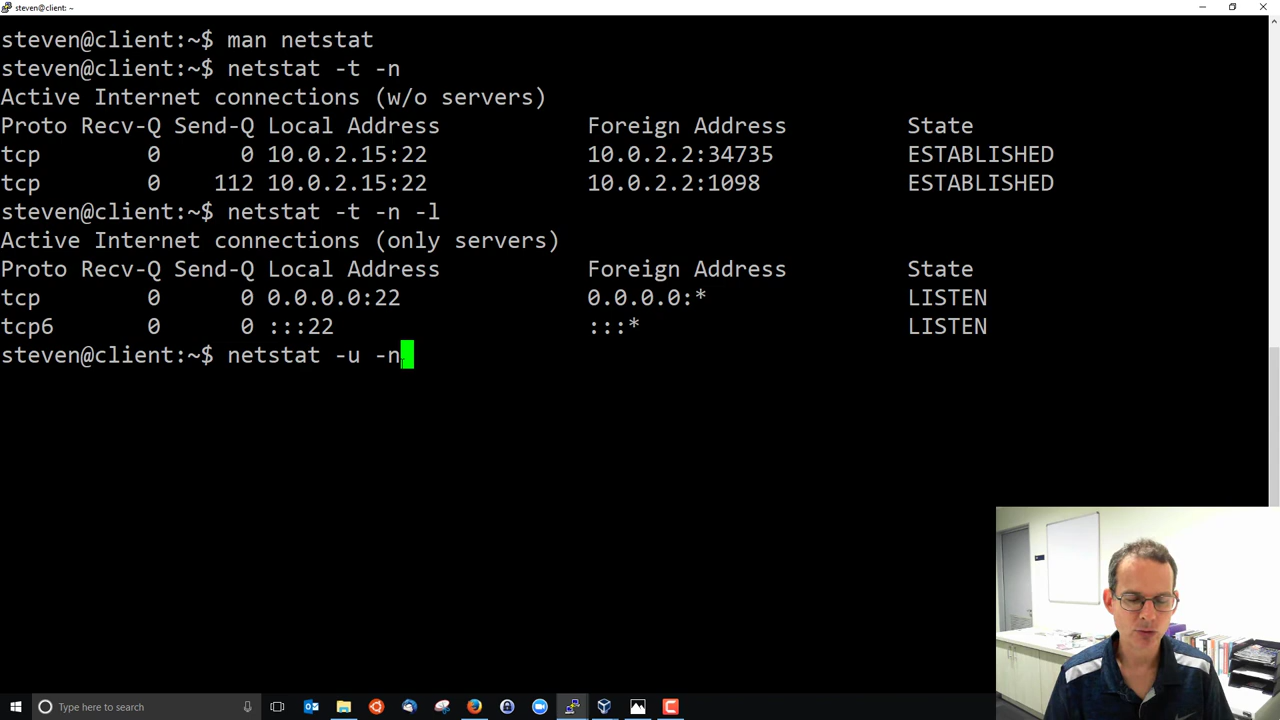 steven@client: ~
steven@client:~$ man netstat
steven@client:~$ netstat -t -n
Active Internet connections (w/o servers)
Proto Recv-Q Send-Q Local Address           Foreign Address         State
tcp        0      0 10.0.2.15:22            10.0.2.2:34735          ESTABLISHED
tcp        0    112 10.0.2.15:22            10.0.2.2:1098           ESTABLISHED
steven@client:~$ netstat -t -n -l
Active Internet connections (only servers)
Proto Recv-Q Send-Q Local Address           Foreign Address         State
tcp        0      0 0.0.0.0:22              0.0.0.0:*               LISTEN
tcp6       0      0 :::22                   :::*                    LISTEN
steven@client:~$ netstat -u -n
Type here to search